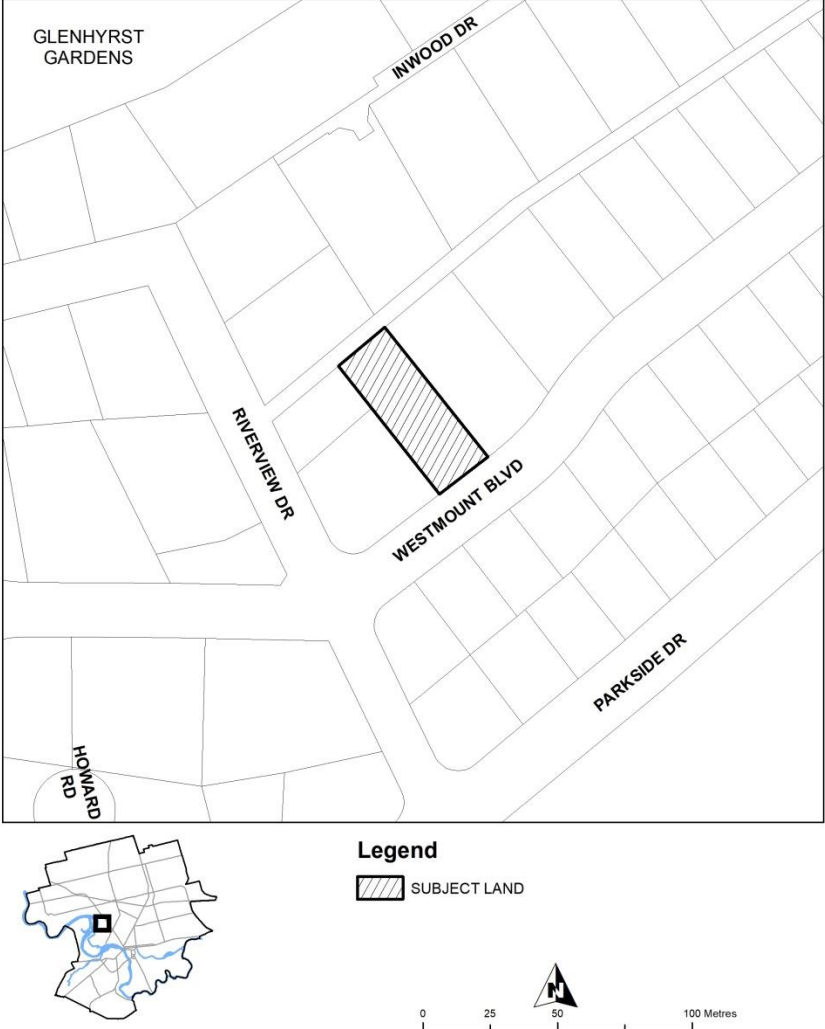 GLENHYRST
GARDENS
INWOOD DR
RIVERVIEW DR
WESTMOUNT BLVD
PARKSIDE DR
HOWARD
RD
Legend
SUBJECT LAND
N
0 25 50 100 Metres